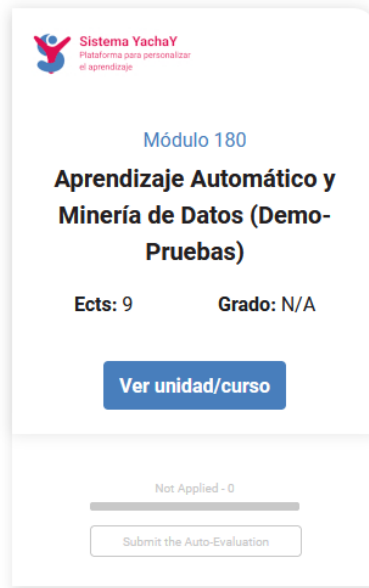 Sistema YachaY
Plataforma para personalizar
el aprendizaje
Módulo 180
Aprendizaje Automático y
Minería de Datos (Demo-
Pruebas)
Ects: 9 Grado: N/A
Ver unidad/curso
Not Applied - 0
Submit the Auto-Evaluation